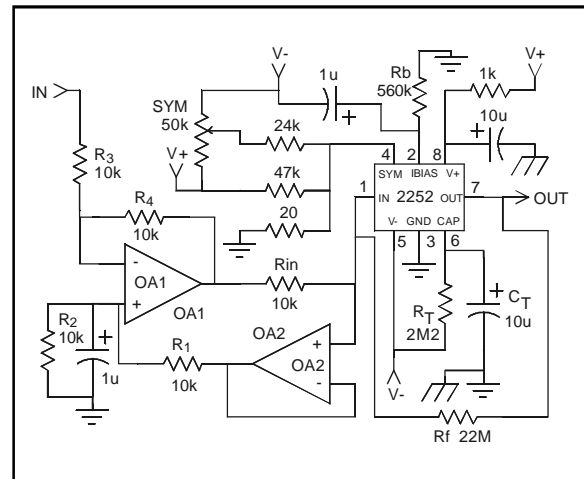 V-
Rb
560k
V+
1k
IN
1u
+
SYM
50k
24k
10u
+
V+
47k
4 2 8
SYM IBIAS V+
R3
10k
R4
10k
20
1 IN 2252 OUT 7
OUT
V- GND CAP
5 3 6
-
OA1
+
OA1
Rin
10k
OA2
+
OA2
-
RT
2M2
+
CT
10u
R2
10k
+
1u
R1
10k
V-
Rf 22M